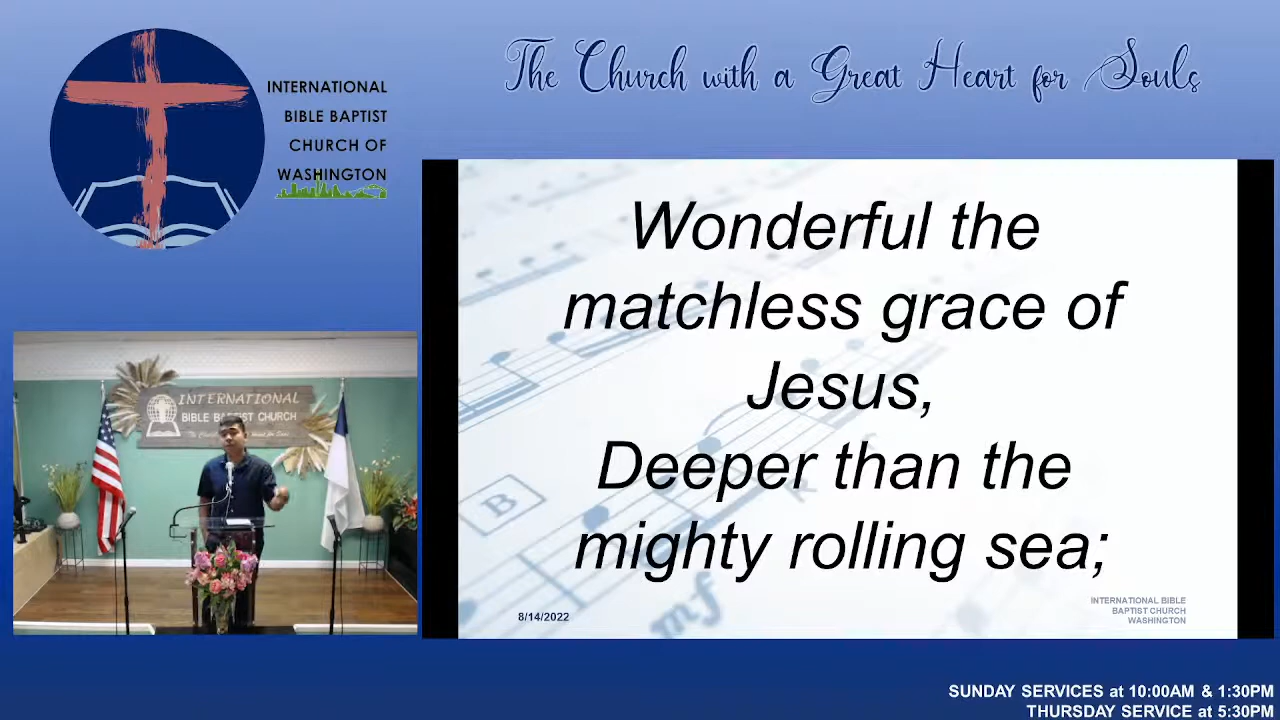 The Church with a Great Heart for Souls
INTERNATIONAL
BIBLE BAPTIST
CHURCH OF
WASHINGTON
Wonderful the
matchless grace of
Jesus,
Deeper than the
mighty rolling sea;
B
mf
8/14/2022
INTERNATIONAL BIBLE
BAPTIST CHURCH
WASHINGTON
INTERNATIONAL
BIBLE BAPTIST CHURCH
SUNDAY SERVICES at 10:00AM & 1:30PM
THURSDAY SERVICE at 5:30PM